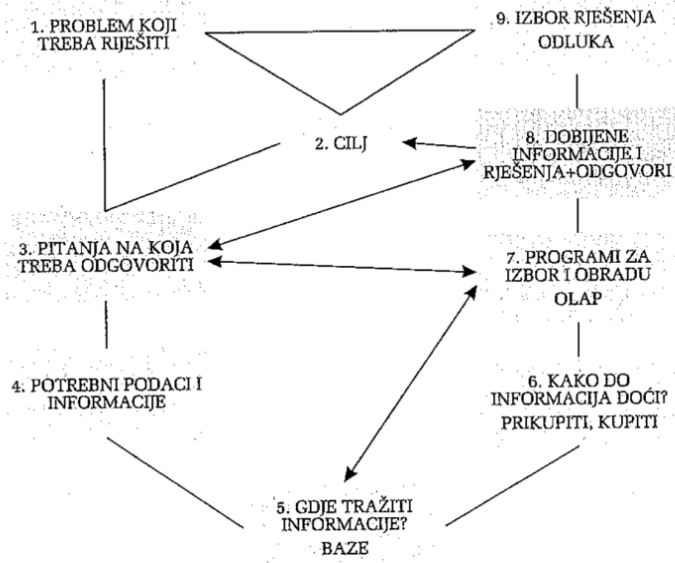 1. PROBLEM KOJI
TREBA RIJEŠITI
9. IZBOR RJEŠENJA
ODLUKA
2. CILJ
8. DOBIJENE
INFORMACIJE I
RJEŠENJA+ODGOVORI
3. PITANJA NA KOJA
TREBA ODGOVORITI
7. PROGRAMI ZA
IZBOR I OBRADU
OLAP
4. POTREBNI PODACI I
INFORMACIJE
6. KAKO DO
INFORMACIJA DOĆI?
PRIKUPITI, KUPITI
5. GDJE TRAŽITI
INFORMACIJE?
BAZE